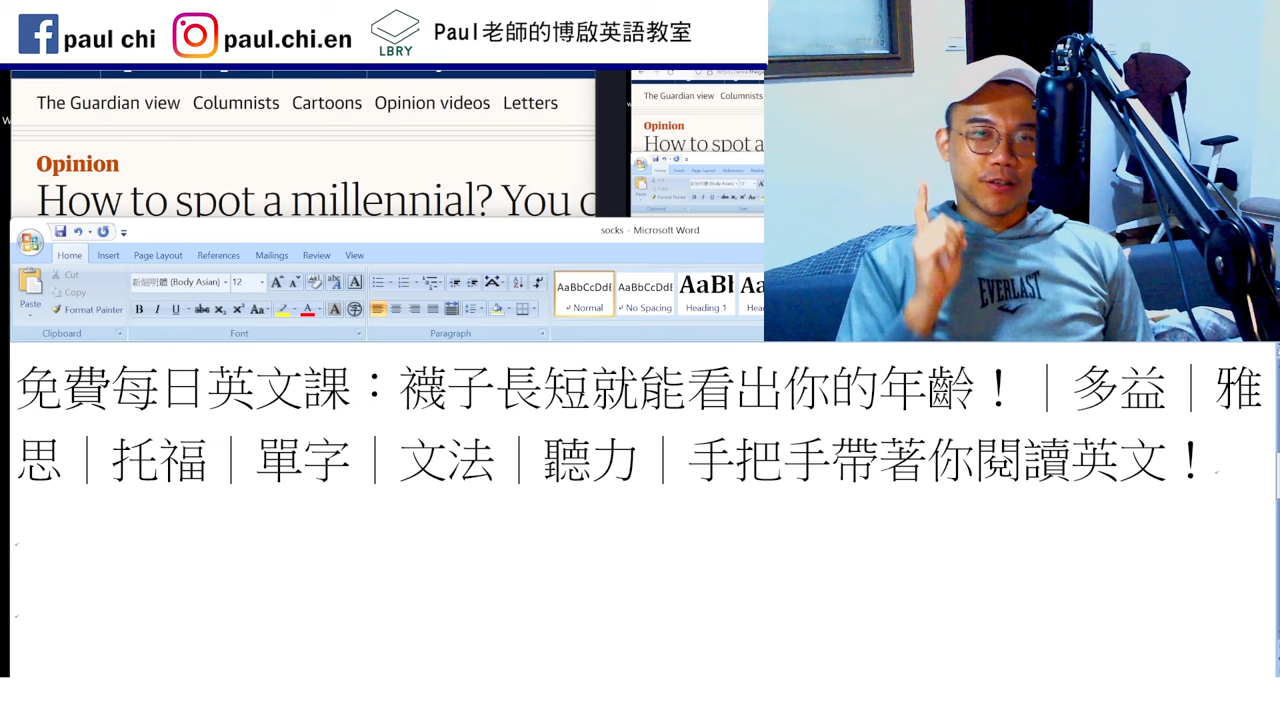 paul chi
paul.chi.en
LBRY
Paul老師的博啟英語教室
The Guardian view Columnists Cartoons Opinion videos Letters
Opinion
How to spot a millennial? You c
The Guardian view Columnists
Opinion
How to spot a
socks - Microsoft Word
Home Insert Page Layout References Mailings Review View
Paste
Cut
Copy
Format Painter
Clipboard
新細明體 (Body Asian) 12
Font
Paragraph
AaBbCcDdE AaBbCcDdE AaBb
Normal No Spacing Heading 1
EVERLAST
免費每日英文課：襪子長短就能看出你的年齡！｜多益｜雅
思｜托福｜單字｜文法｜聽力｜手把手帶著你閱讀英文！